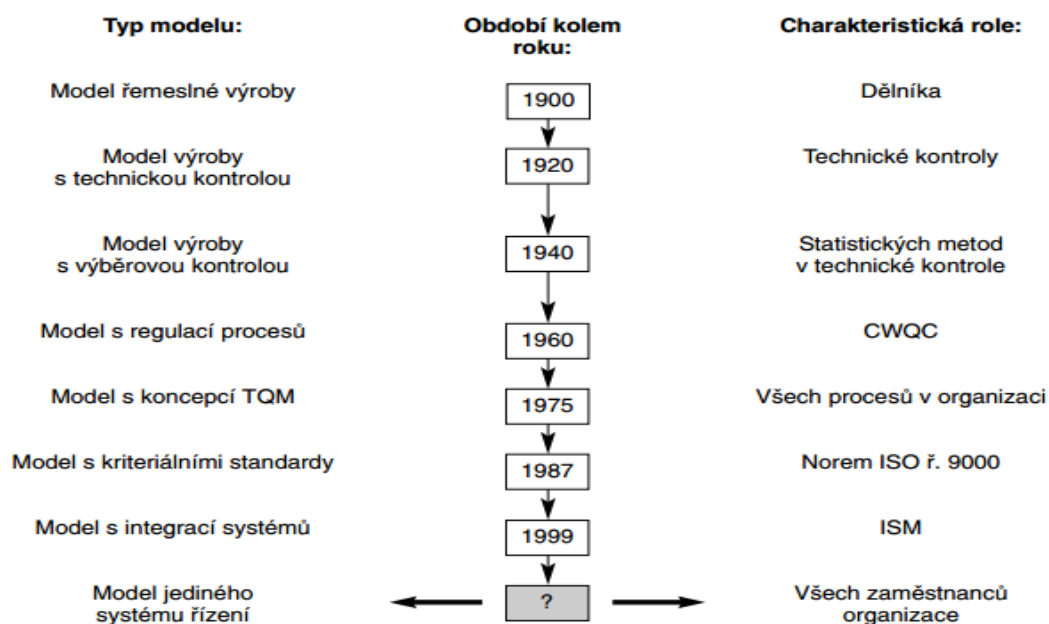 Typ modelu: Období kolem Charakteristická role:
roku:
Model řemeslné výroby 1900 Dělníka
Model výroby 1920 Technické kontroly
s technickou kontrolou
Model výroby 1940 Statistických metod
s výběrovou kontrolou v technické kontrole
Model s regulací procesů 1960 CWQC
Model s koncepcí TQM 1975 Všech procesů v organizaci
Model s kriteriálními standardy 1987 Norem ISO ř. 9000
Model s integrací systémů 1999 ISM
Model jediného ? Všech zaměstnanců
systému řízení organizace